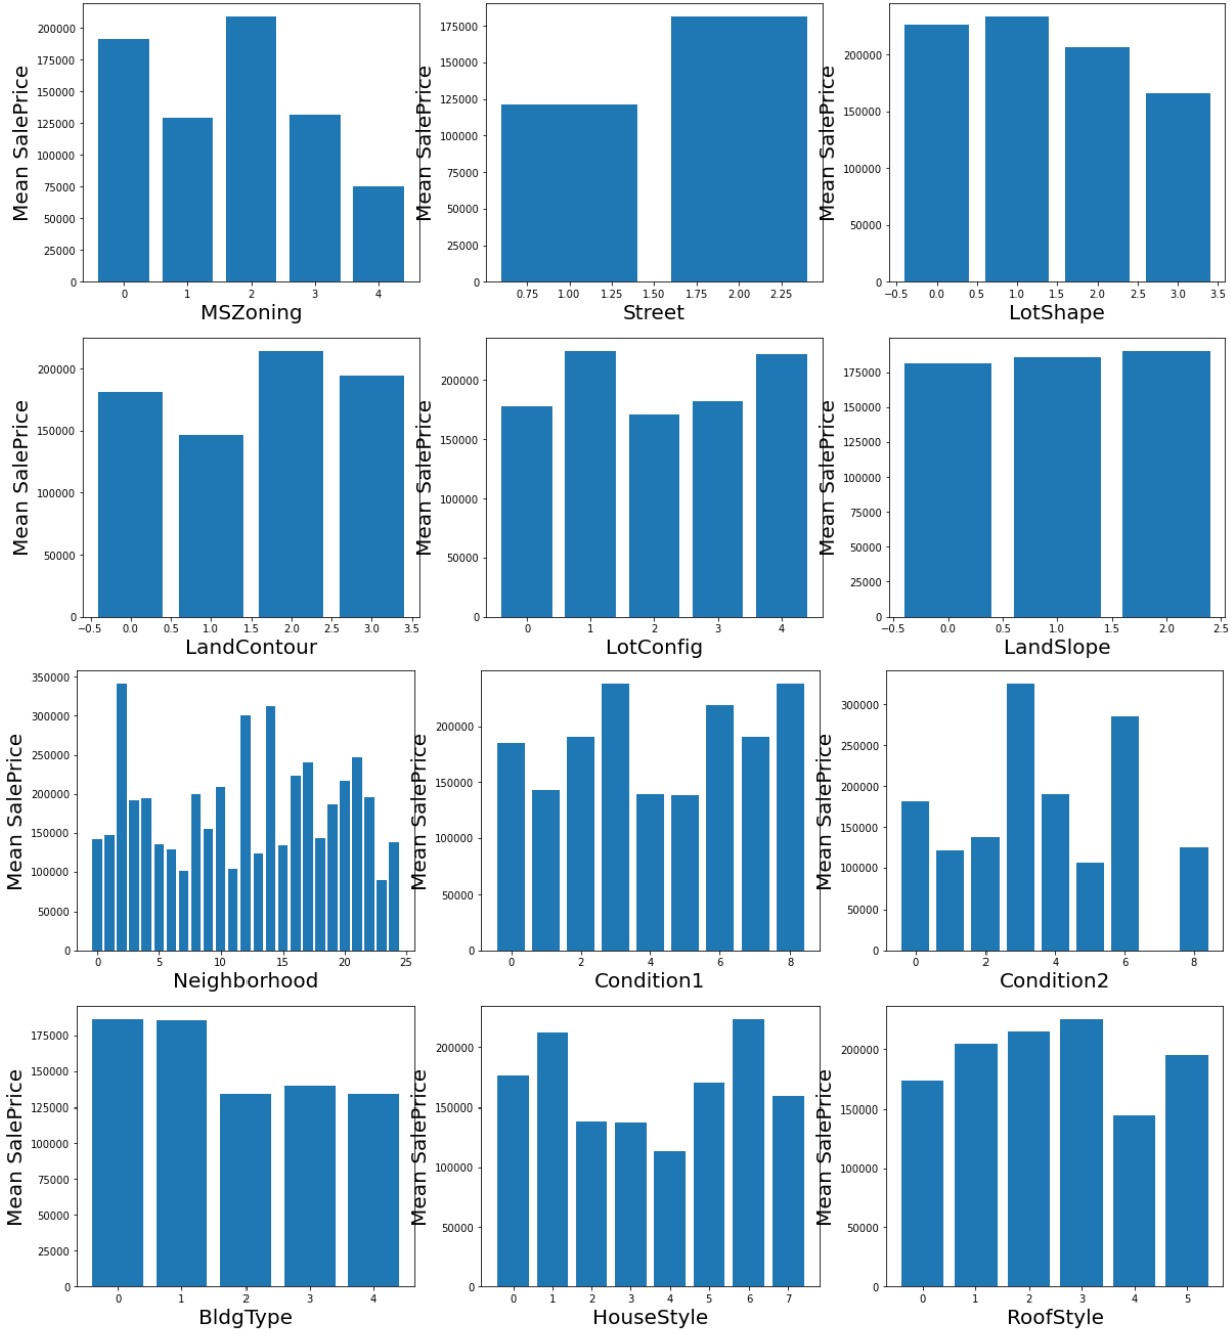 Mean SalePrice
200000
175000
150000
125000
100000
75000
50000
25000
0
0 1 2 3 4
MSZoning
Mean SalePrice
175000
150000
125000
100000
75000
50000
25000
0
0.75 1.00 1.25 1.50 1.75 2.00 2.25
Street
Mean SalePrice
200000
150000
100000
50000
0
−0.5 0.0 0.5 1.0 1.5 2.0 2.5 3.0 3.5
LotShape
Mean SalePrice
200000
150000
100000
50000
0
−0.5 0.0 0.5 1.0 1.5 2.0 2.5 3.0 3.5
LandContour
Mean SalePrice
200000
150000
100000
50000
0
0 1 2 3 4
LotConfig
Mean SalePrice
175000
150000
125000
100000
75000
50000
25000
0
−0.5 0.0 0.5 1.0 1.5 2.0 2.5
LandSlope
Mean SalePrice
350000
300000
250000
200000
150000
100000
50000
0
0 5 10 15 20 25
Neighborhood
Mean SalePrice
200000
150000
100000
50000
0
0 2 4 6 8
Condition1
Mean SalePrice
300000
250000
200000
150000
100000
50000
0
0 2 4 6 8
Condition2
Mean SalePrice
175000
150000
125000
100000
75000
50000
25000
0
0 1 2 3 4
BldgType
Mean SalePrice
200000
150000
100000
50000
0
0 1 2 3 4 5 6 7
HouseStyle
Mean SalePrice
200000
150000
100000
50000
0
0 1 2 3 4 5
RoofStyle